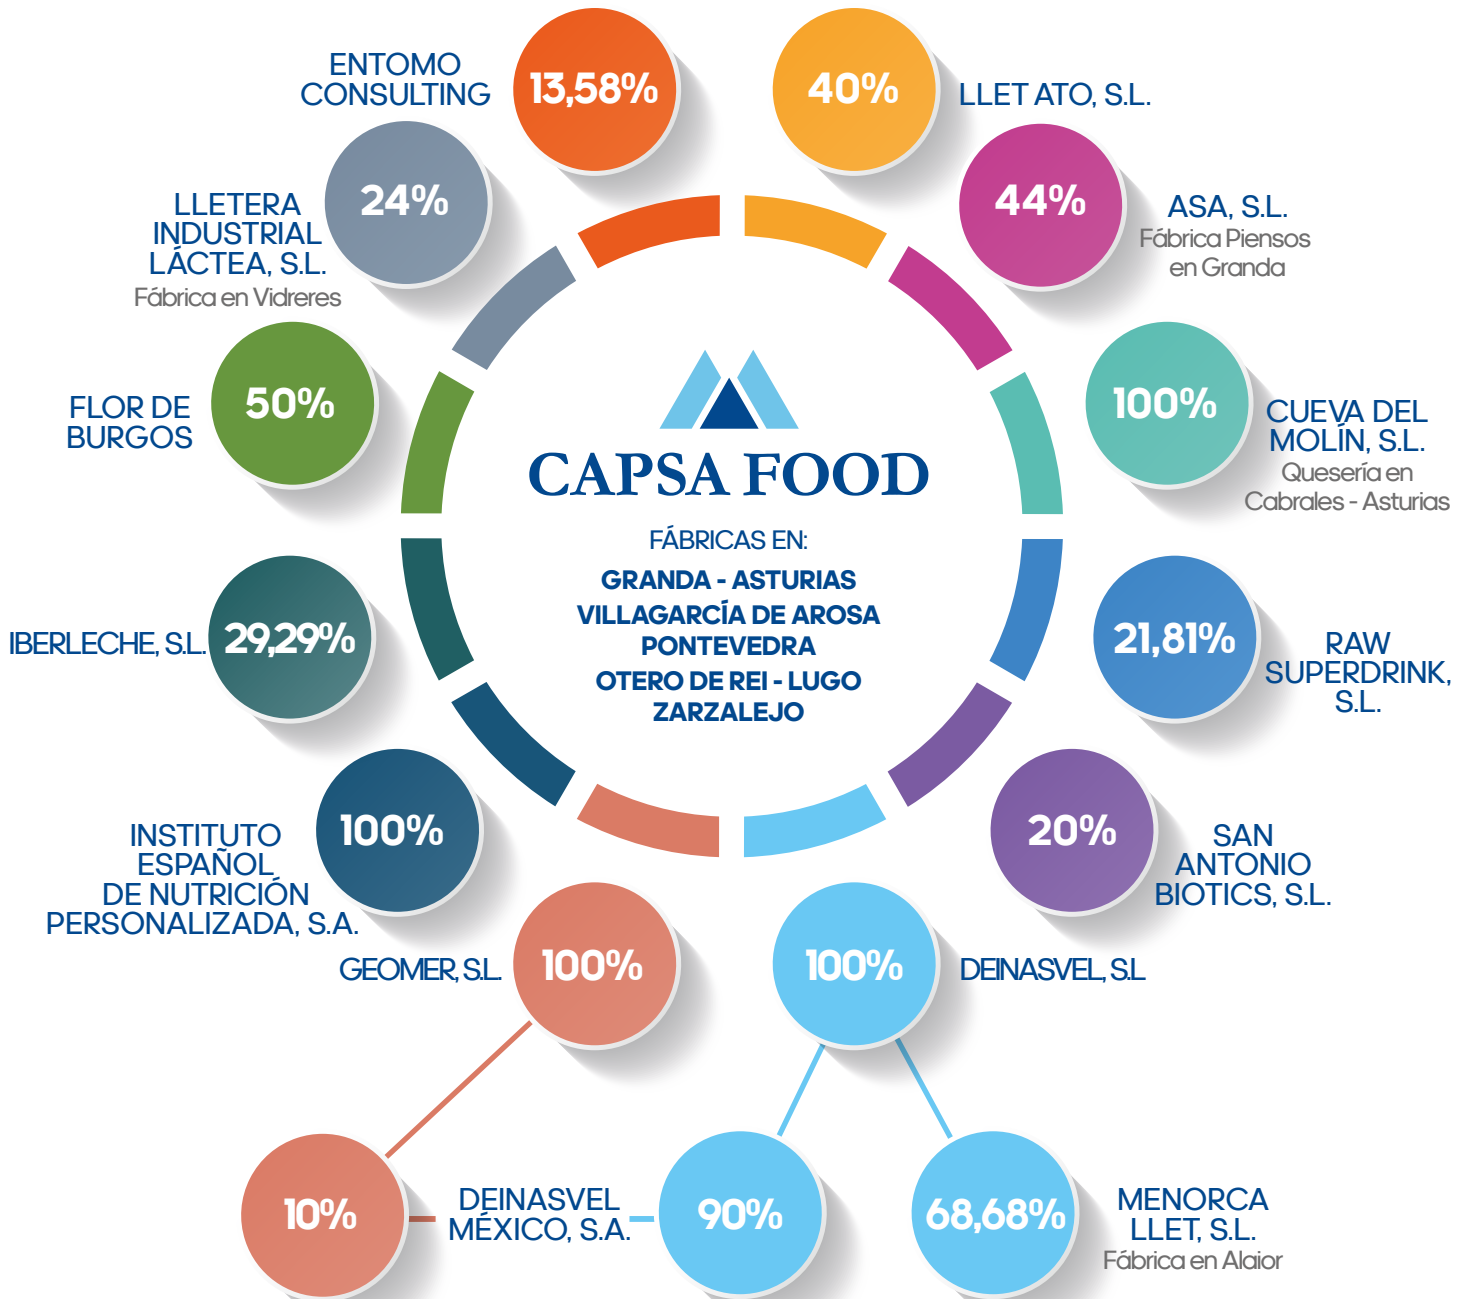 ENTOMO
CONSULTING
13,58%
40%
LLET ATO, S.L.
LLETERA
INDUSTRIAL
LÁCTEA, S.L.
Fábrica en Vidreres
24%
44%
ASA, S.L.
Fábrica Piensos
en Granda
FLOR DE
BURGOS
50%
100%
CUEVA DEL
MOLÍN, S.L.
Quesería en
Cabrales - Asturias
CAPSA FOOD
FÁBRICAS EN:
GRANDA - ASTURIAS
VILLAGARCÍA DE AROSA
PONTEVEDRA
OTERO DE REI - LUGO
ZARZALEJO
IBERLECHE, S.L.
29,29%
21,81%
RAW
SUPERDRINK,
S.L.
INSTITUTO
ESPAÑOL
DE NUTRICIÓN
PERSONALIZADA, S.A.
100%
20%
SAN
ANTONIO
BIOTICS, S.L.
GEOMER, S.L.
100%
100%
DEINASVEL, S.L
10%
DEINASVEL
MÉXICO, S.A.
90%
68,68%
MENORCA
LLET, S.L.
Fábrica en Alaior